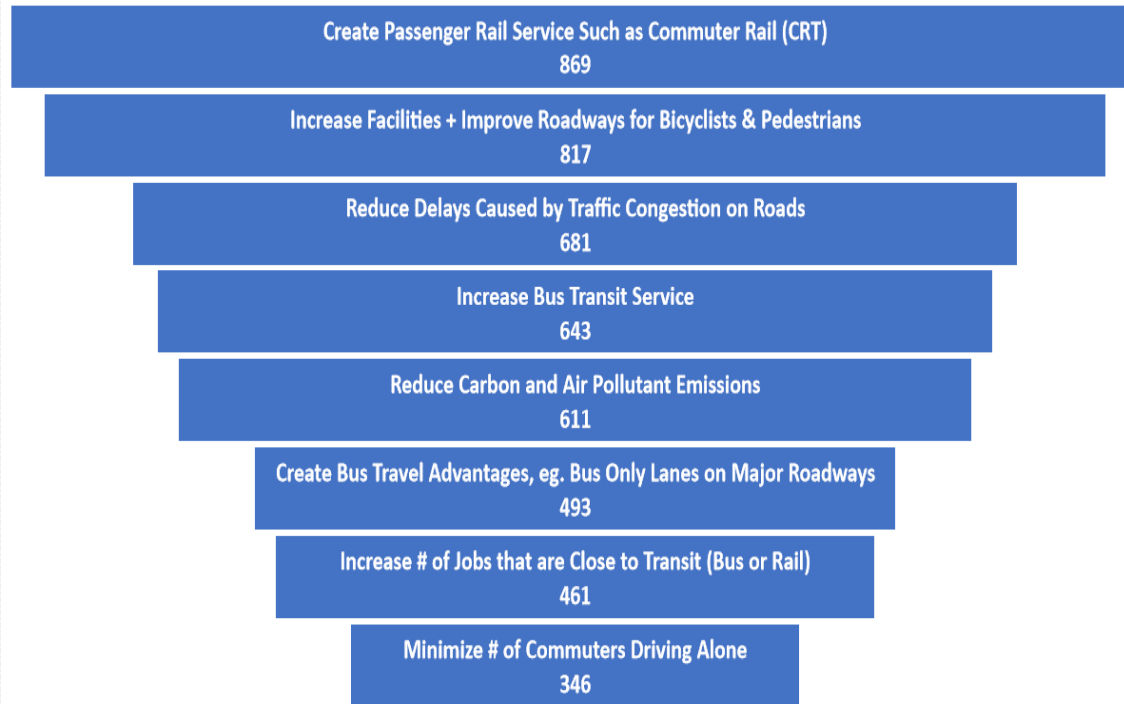 Create Passenger Rail Service Such as Commuter Rail (CRT)
869
Increase Facilities + Improve Roadways for Bicyclists & Pedestrians
817
Reduce Delays Caused by Traffic Congestion on Roads
681
Increase Bus Transit Service
643
Reduce Carbon and Air Pollutant Emissions
611
Create Bus Travel Advantages, eg. Bus Only Lanes on Major Roadways
493
Increase # of Jobs that are Close to Transit (Bus or Rail)
461
Minimize # of Commuters Driving Alone
346